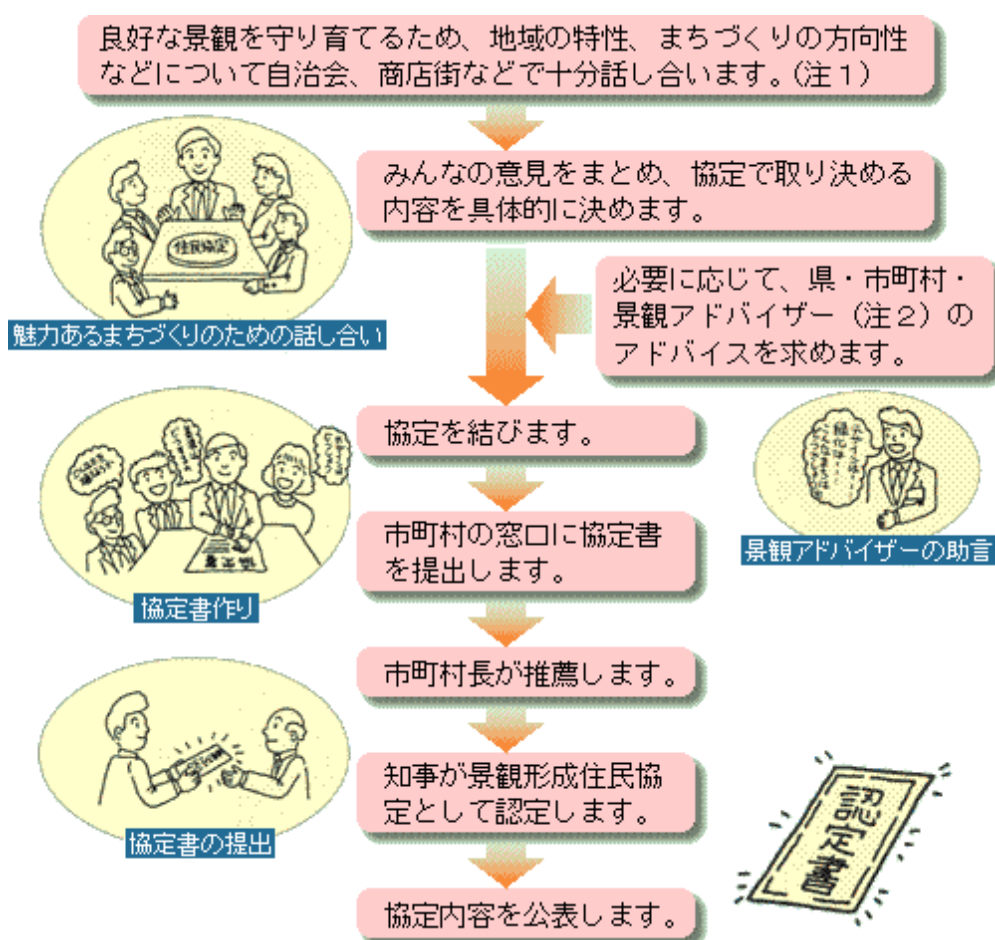 良好な景観を守り育てるため、地域の特性、まちづくりの方向性
などについて自治会、商店街などで十分話し合います。(注１)
みんなの意見をまとめ、協定で取り決める
内容を具体的に決めます。
住民協定
魅力あるまちづくりのための話し合い
必要に応じて、県・市町村・
景観アドバイザー（注２）の
アドバイスを求めます。
協定を結びます。
市町村の窓口に協定書
を提出します。
景観アドバイザーの助言
協定書作り
市町村長が推薦します。
知事が景観形成住民協
定として認定します。
協定書の提出
認定書
協定内容を公表します。